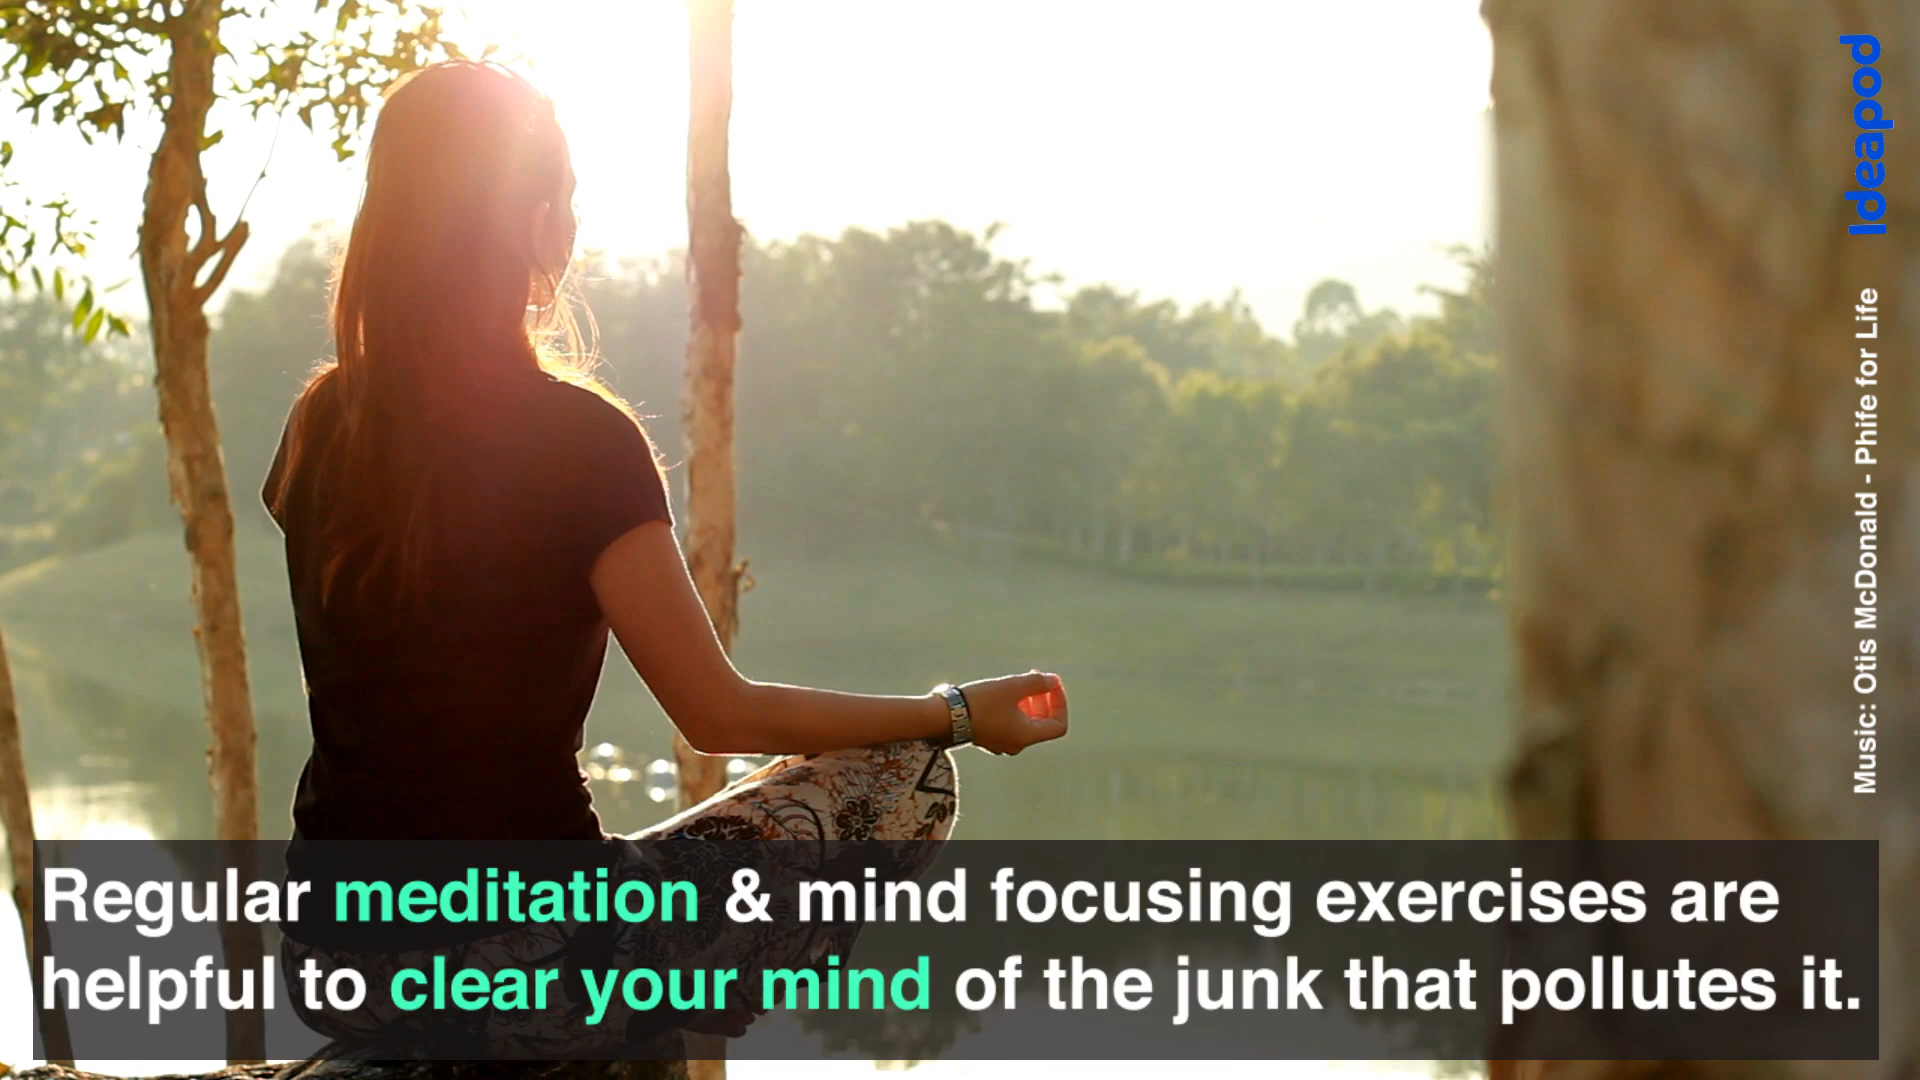 Ideapod
Music: Otis McDonald - Phife for Life
Regular meditation & mind focusing exercises are
helpful to clear your mind of the junk that pollutes it.